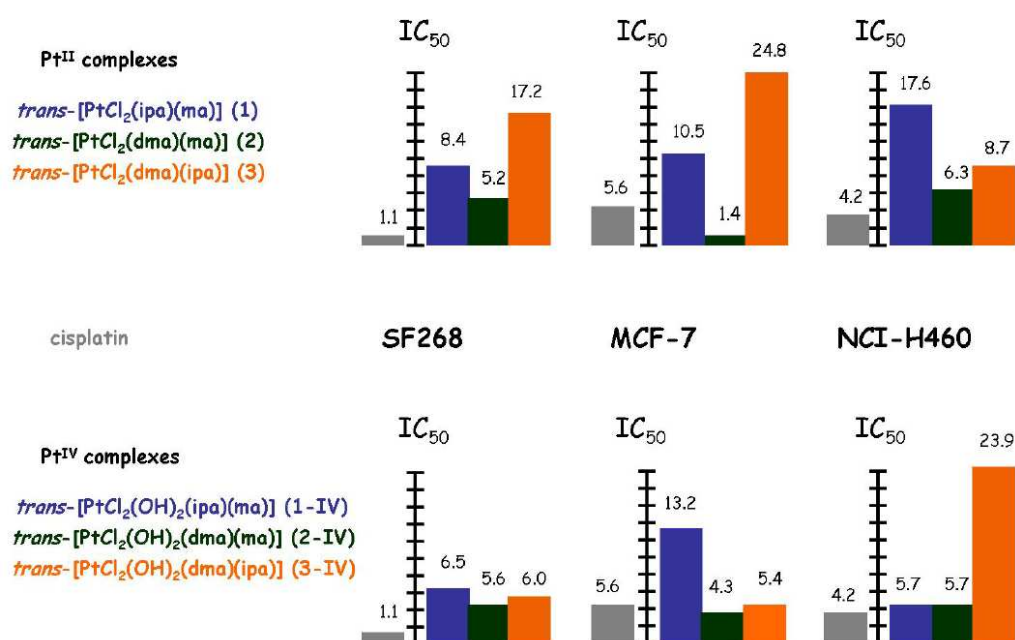 IC50 IC50 IC50
PtII complexes
trans-[PtCl2(ipa)(ma)] (1)
trans-[PtCl2(dma)(ma)] (2)
trans-[PtCl2(dma)(ipa)] (3)
1.1 8.4 5.2 17.2
5.6 10.5 1.4 24.8
4.2 17.6 6.3 8.7
cisplatin SF268 MCF-7 NCI-H460
IC50 IC50 IC50
PtIV complexes
trans-[PtCl2(OH)2(ipa)(ma)] (1-IV)
trans-[PtCl2(OH)2(dma)(ma)] (2-IV)
trans-[PtCl2(OH)2(dma)(ipa)] (3-IV)
1.1 6.5 5.6 6.0
5.6 13.2 4.3 5.4
4.2 5.7 5.7 23.9